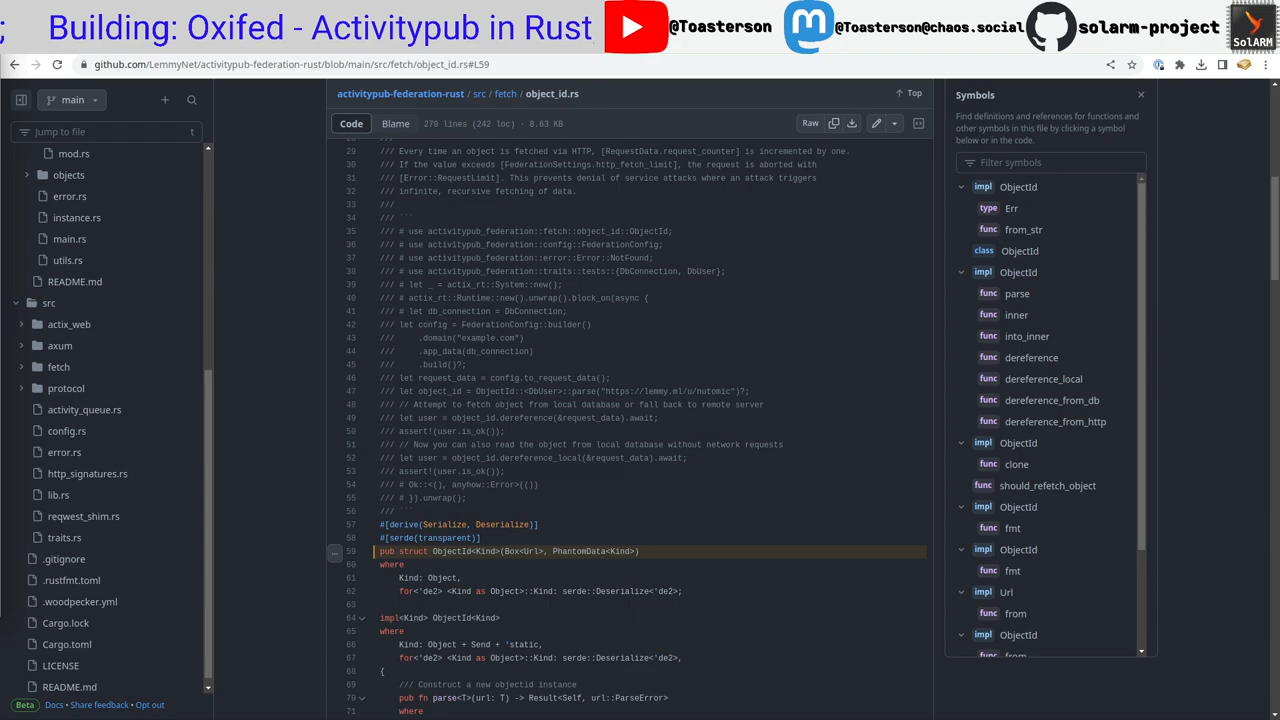 ; Building: Oxifed - Activitypub in Rust @Toasterson @Toasterson@chaos.social solarm-project SolARM
github.com/LemmyNet/activitypub-federation-rust/blob/main/src/fetch/object_id.rs#L59
main
Jump to file t
mod.rs
objects
error.rs
instance.rs
main.rs
utils.rs
README.md
src
actix_web
axum
fetch
protocol
activity_queue.rs
config.rs
error.rs
http_signatures.rs
lib.rs
reqwest_shim.rs
traits.rs
.gitignore
.rustfmt.toml
.woodpecker.yml
Cargo.lock
Cargo.toml
LICENSE
README.md
Beta Docs · Share feedback · Opt out
activitypub-federation-rust / src / fetch / object_id.rs Top
Code Blame 270 lines (242 loc) · 8.63 KB Raw
29 /// Every time an object is fetched via HTTP, [RequestData.request_counter] is incremented by one.
30 /// If the value exceeds [FederationSettings.http_fetch_limit], the request is aborted with
31 /// [Error::RequestLimit]. This prevents denial of service attacks where an attack triggers
32 /// infinite, recursive fetching of data.
33 ///
34 /// ```
35 /// # use activitypub_federation::fetch::object_id::ObjectId;
36 /// # use activitypub_federation::config::FederationConfig;
37 /// # use activitypub_federation::error::Error::NotFound;
38 /// # use activitypub_federation::traits::tests::{DbConnection, DbUser};
39 /// # let _ = actix_rt::System::new();
40 /// # actix_rt::Runtime::new().unwrap().block_on(async {
41 /// # let db_connection = DbConnection;
42 /// let config = FederationConfig::builder()
43 ///     .domain("example.com")
44 ///     .app_data(db_connection)
45 ///     .build()?;
46 /// let request_data = config.to_request_data();
47 /// let object_id = ObjectId::<DbUser>::parse("https://lemmy.ml/u/nutomic")?;
48 /// // Attempt to fetch object from local database or fall back to remote server
49 /// let user = object_id.dereference(&request_data).await;
50 /// assert!(user.is_ok());
51 /// // Now you can also read the object from local database without network requests
52 /// let user = object_id.dereference_local(&request_data).await;
53 /// assert!(user.is_ok());
54 /// # Ok::<(), anyhow::Error>(())
55 /// # }).unwrap();
56 /// ```
57 #[derive(Serialize, Deserialize)]
58 #[serde(transparent)]
59 pub struct ObjectId<Kind>(Box<Url>, PhantomData<Kind>)
60 where
61     Kind: Object,
62     for<'de2> <Kind as Object>::Kind: serde::Deserialize<'de2>;
63
64 impl<Kind> ObjectId<Kind>
65 where
66     Kind: Object + Send + 'static,
67     for<'de2> <Kind as Object>::Kind: serde::Deserialize<'de2>,
68 {
69     /// Construct a new objectid instance
70     pub fn parse<T>(url: T) -> Result<Self, url::ParseError>
71     where
Symbols
Find definitions and references for functions and
other symbols in this file by clicking a symbol
below or in the code.
Filter symbols
impl ObjectId
type Err
func from_str
class ObjectId
impl ObjectId
func parse
func inner
func into_inner
func dereference
func dereference_local
func dereference_from_db
func dereference_from_http
impl ObjectId
func clone
func should_refetch_object
impl ObjectId
func fmt
impl ObjectId
func fmt
impl Url
func from
impl ObjectId
func from